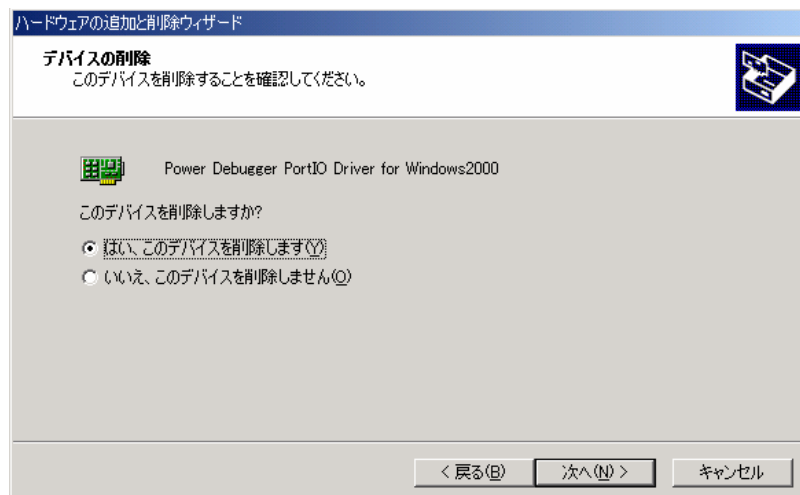 ハードウェアの追加と削除ウィザード
デバイスの削除
このデバイスを削除することを確認してください。
Power Debugger PortIO Driver for Windows2000
このデバイスを削除しますか?
はい、このデバイスを削除します(Y)
いいえ、このデバイスを削除しません(O)
< 戻る(B) 次へ(N) > キャンセル